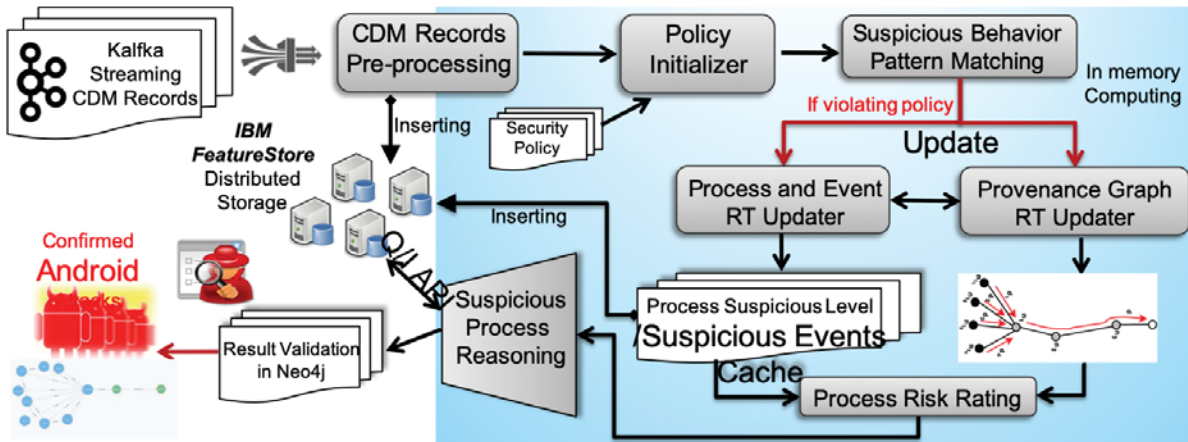 Kalfka
Streaming
CDM Records
CDM Records
Pre-processing
Policy
Initializer
Suspicious Behavior
Pattern Matching
In memory
Computing
If violating policy
Update
Security
Policy
Inserting
IBM
FeatureStore
Distributed
Storage
Process and Event
RT Updater
Provenance Graph
RT Updater
Inserting
Confirmed
Android
Suspicious
Process
Reasoning
Process Suspicious Level
/Suspicious Events
Cache
Result Validation
in Neo4j
Process Risk Rating